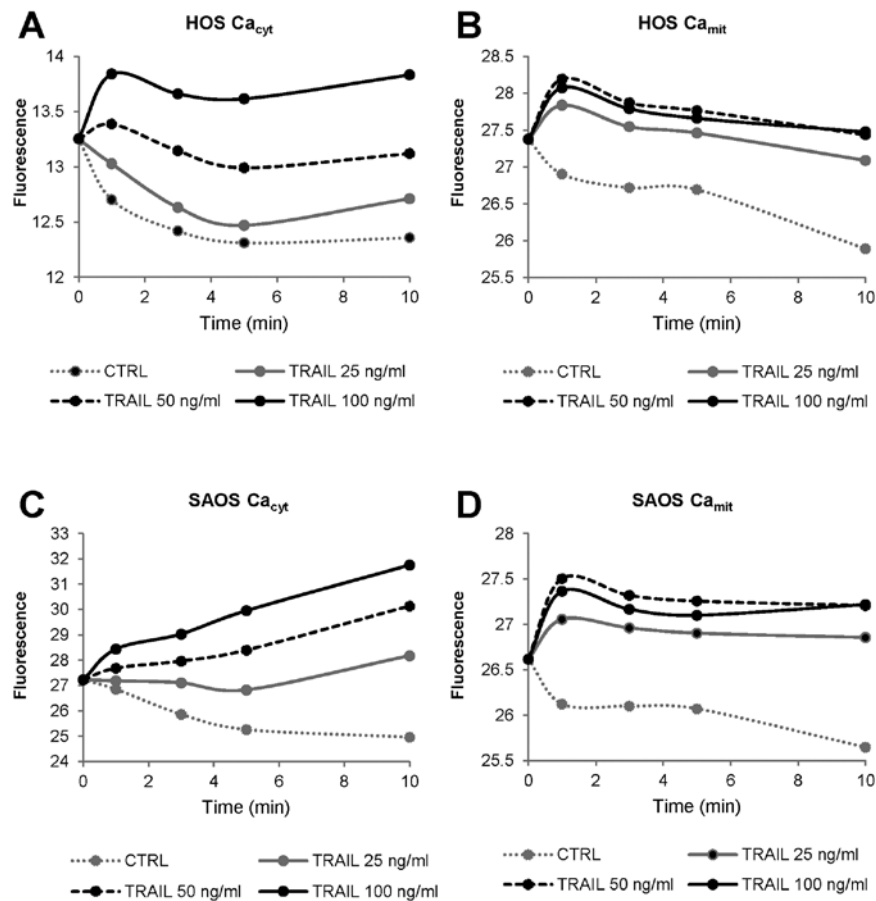 A
HOS Ca_cyt
14
13.5
13
12.5
12
Fluorescence
0 2 4 6 8 10
Time (min)
CTRL TRAIL 25 ng/ml
TRAIL 50 ng/ml TRAIL 100 ng/ml
B
HOS Ca_mit
28.5
28
27.5
27
26.5
26
25.5
Fluorescence
0 2 4 6 8 10
Time (min)
CTRL TRAIL 25 ng/ml
TRAIL 50 ng/ml TRAIL 100 ng/ml
C
SAOS Ca_cyt
33
32
31
30
29
28
27
26
25
24
Fluorescence
0 2 4 6 8 10
Time (min)
CTRL TRAIL 25 ng/ml
TRAIL 50 ng/ml TRAIL 100 ng/ml
D
SAOS Ca_mit
28
27.5
27
26.5
26
25.5
Fluorescence
0 2 4 6 8 10
Time (min)
CTRL TRAIL 25 ng/ml
TRAIL 50 ng/ml TRAIL 100 ng/ml